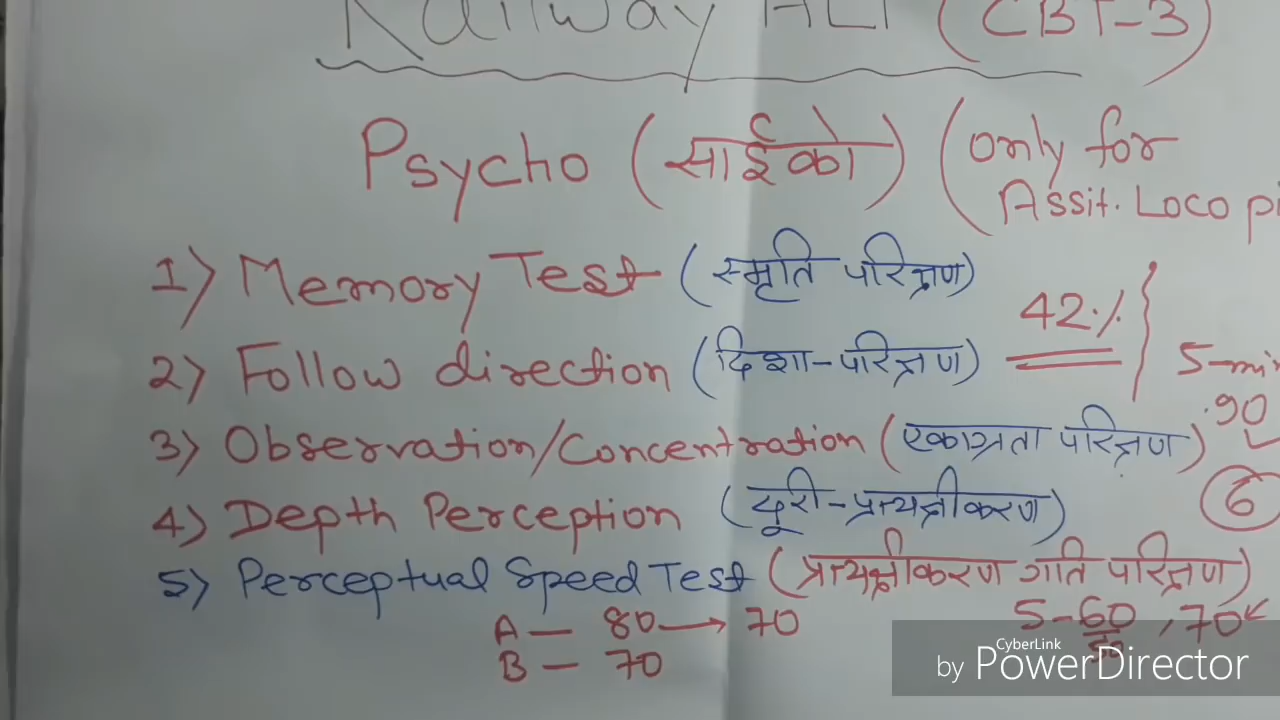 Railway ALP (CBT-3)
Psycho (साईको) (only for
Assit. Loco pi
1) Memory Test (स्मृति परिक्षण)
42%
2) Follow direction (दिशा-परिक्षण)
5-min
3) Observation/Concentration (एकाग्रता परिक्षण)
90
4) Depth Perception (दूरी-प्रत्यक्षीकरण)
6
5) Perceptual Speed Test (प्रत्यक्षीकरण गति परिक्षण)
A — 80 → 70
5-60, 70
B — 70
CyberLink
by PowerDirector